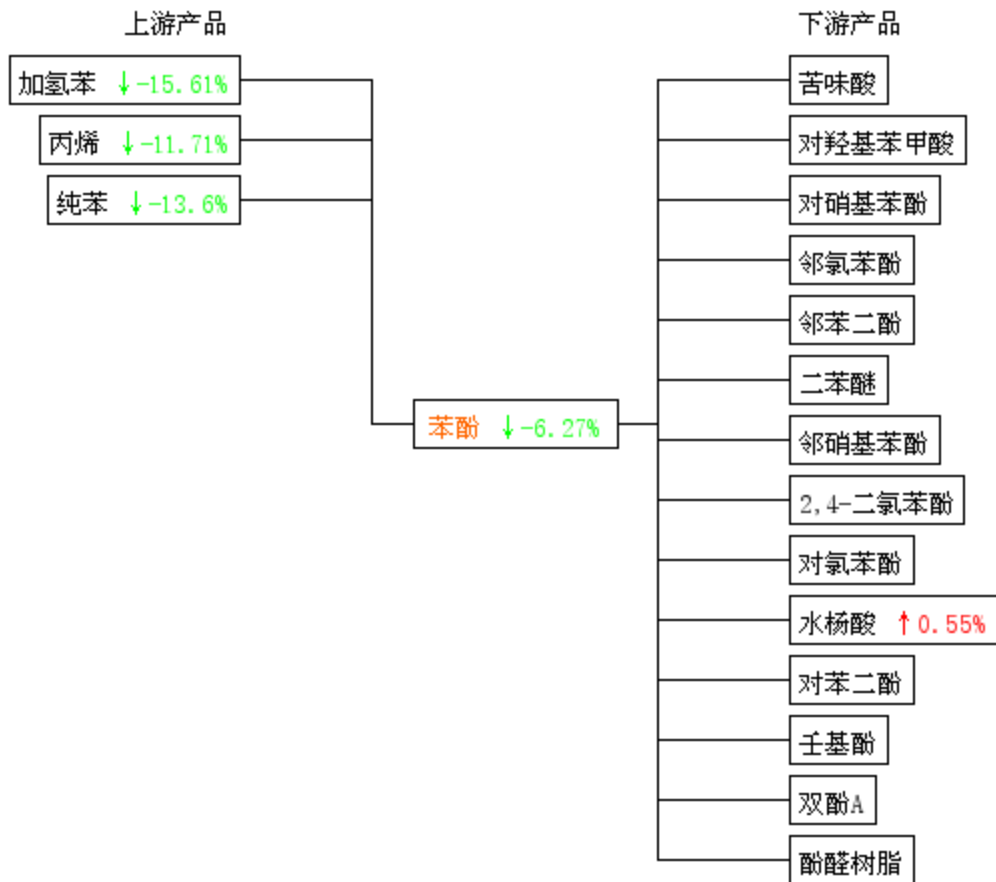 上游产品
下游产品
加氢苯 ↓-15.61%
丙烯 ↓-11.71%
纯苯 ↓-13.6%
苯酚 ↓-6.27%
苦味酸
对羟基苯甲酸
对硝基苯酚
邻氯苯酚
邻苯二酚
二苯醚
邻硝基苯酚
2,4-二氯苯酚
对氯苯酚
水杨酸 ↑0.55%
对苯二酚
壬基酚
双酚A
酚醛树脂